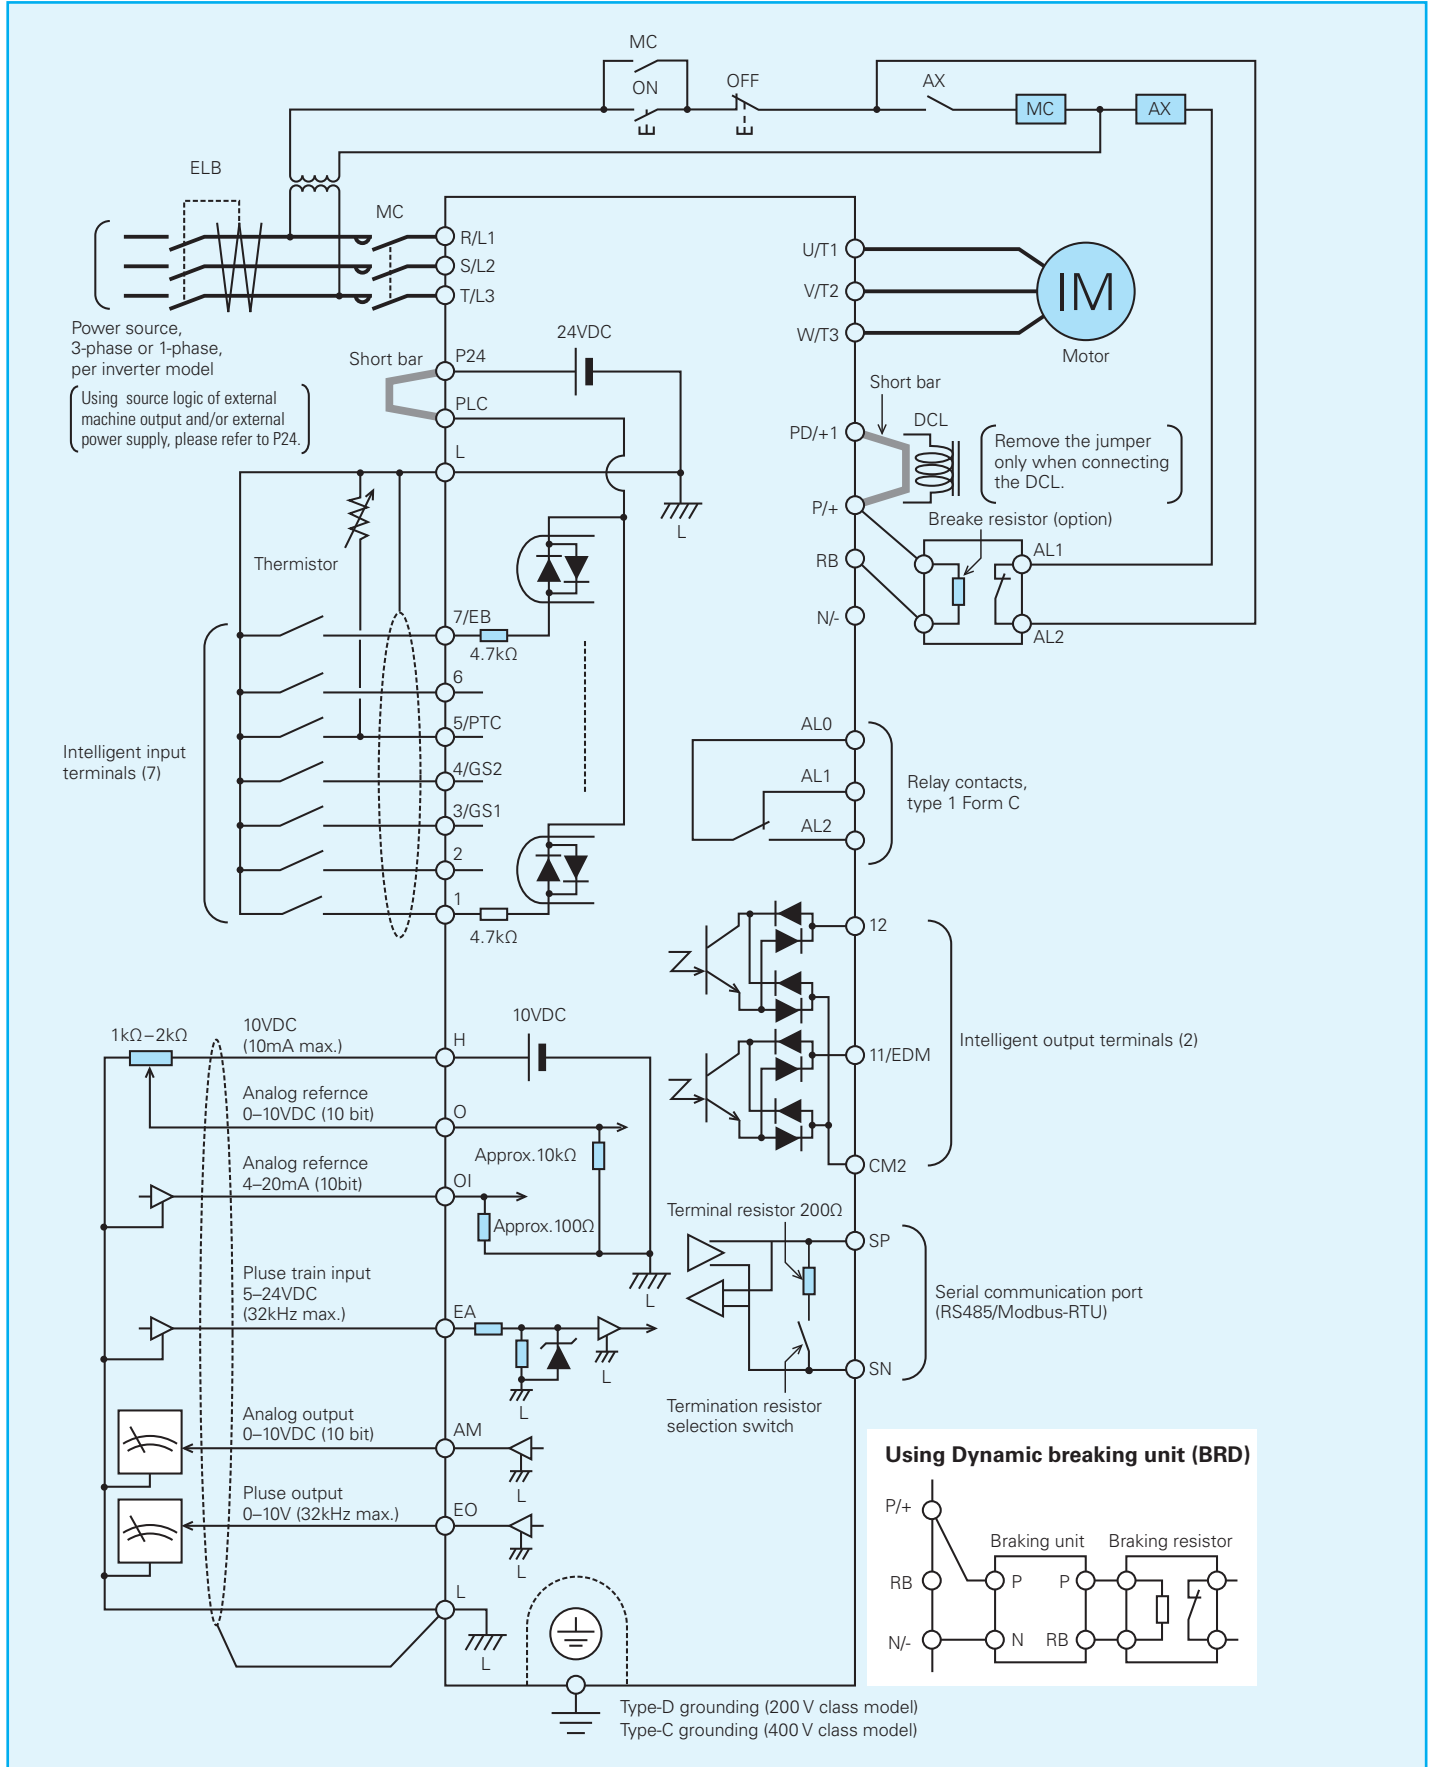 MC
ON
OFF
AX
MC
AX
ELB
MC
R/L1
S/L2
T/L3
Power source,
3-phase or 1-phase,
per inverter model
Using source logic of external
machine output and/or external
power supply, please refer to P24.
Short bar
P24
24VDC
PLC
L
L
Thermistor
7/EB
4.7kΩ
6
5/PTC
4/GS2
3/GS1
2
1
4.7kΩ
Intelligent input
terminals (7)
U/T1
V/T2
W/T3
IM
Motor
Short bar
PD/+1
DCL
Remove the jumper
only when connecting
the DCL.
P/+
Breake resistor (option)
RB
AL1
N/-
AL2
AL0
AL1
AL2
Relay contacts,
type 1 Form C
12
11/EDM
CM2
Intelligent output terminals (2)
1kΩ–2kΩ
10VDC
(10mA max.)
H
10VDC
Analog refernce
0–10VDC (10 bit)
O
Approx.10kΩ
Analog refernce
4–20mA (10bit)
OI
Approx.100Ω
L
Pluse train input
5–24VDC
(32kHz max.)
EA
L
L
Analog output
0–10VDC (10 bit)
AM
L
Pluse output
0–10V (32kHz max.)
EO
L
L
L
Terminal resistor 200Ω
SP
SN
Serial communication port
(RS485/Modbus-RTU)
Termination resistor
selection switch
Using Dynamic breaking unit (BRD)
P/+
Braking unit
Braking resistor
RB
P
P
N/-
N
RB
Type-D grounding (200 V class model)
Type-C grounding (400 V class model)